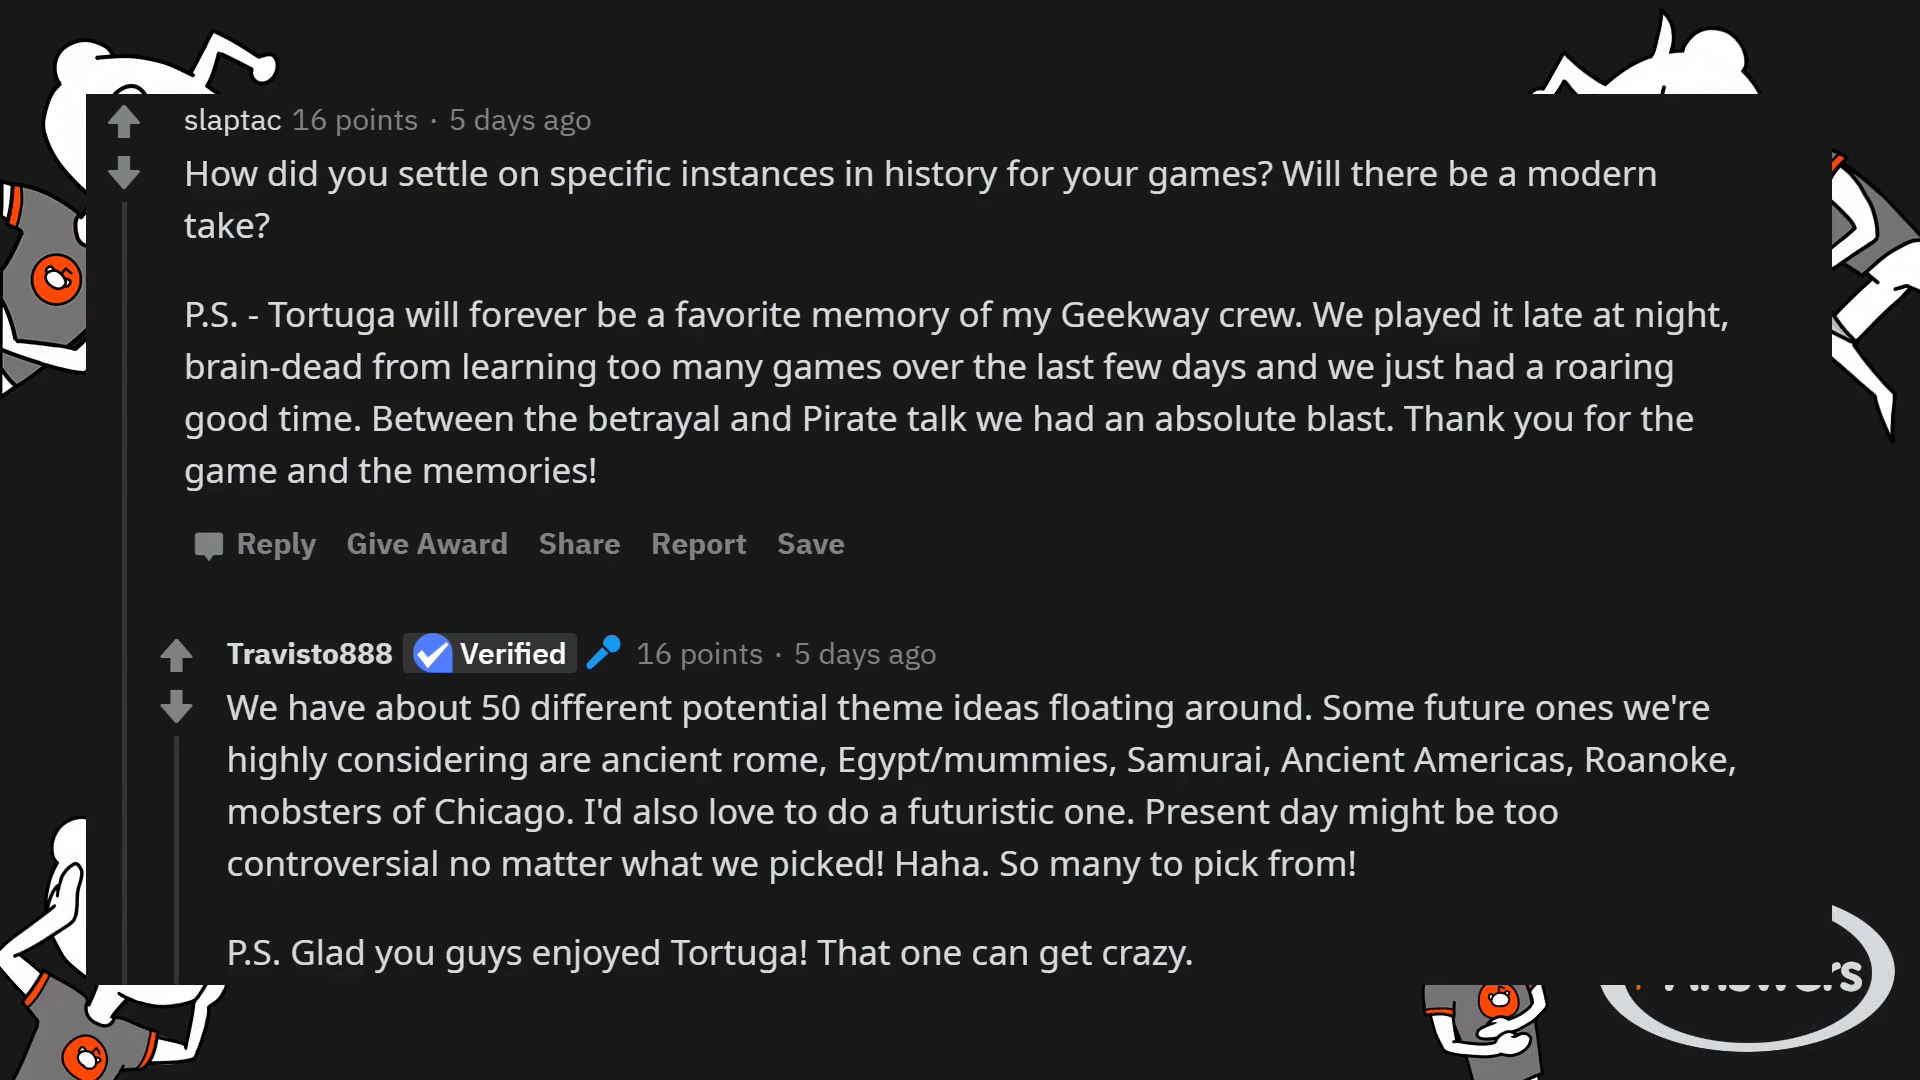 slaptac 16 points · 5 days ago
How did you settle on specific instances in history for your games? Will there be a modern
take?
P.S. - Tortuga will forever be a favorite memory of my Geekway crew. We played it late at night,
brain-dead from learning too many games over the last few days and we just had a roaring
good time. Between the betrayal and Pirate talk we had an absolute blast. Thank you for the
game and the memories!
Reply Give Award Share Report Save
Travisto888 Verified 16 points · 5 days ago
We have about 50 different potential theme ideas floating around. Some future ones we're
highly considering are ancient rome, Egypt/mummies, Samurai, Ancient Americas, Roanoke,
mobsters of Chicago. I'd also love to do a futuristic one. Present day might be too
controversial no matter what we picked! Haha. So many to pick from!
P.S. Glad you guys enjoyed Tortuga! That one can get crazy.